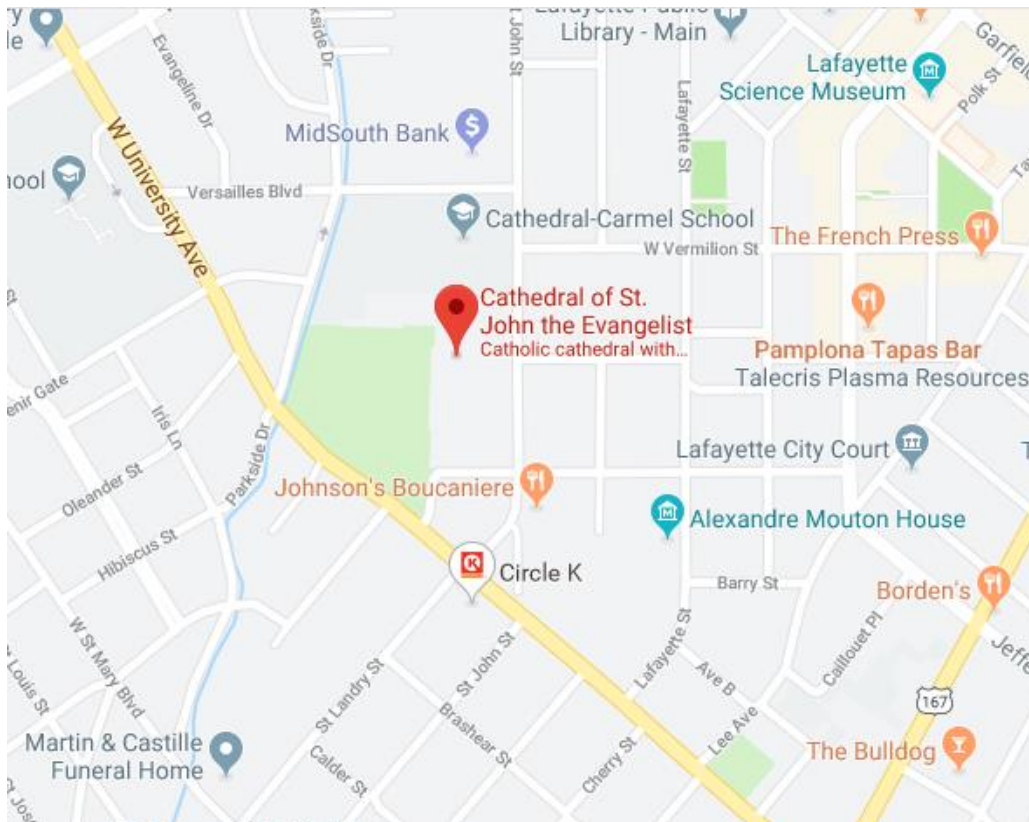 Lafayette Public
Library - Main
St John St
Garfield
Evangeline Dr
Lafayette
Science Museum
Polk St
Lafayette St
MidSouth Bank
W University Ave
Versailles Blvd
Cathedral-Carmel School
W Vermilion St
The French Press
Cathedral of St.
John the Evangelist
Catholic cathedral with...
Pamplona Tapas Bar
Talecris Plasma Resources
Iris Ln
Parkside Dr
Lafayette City Court
Oleander St
Johnson's Boucaniere
Alexandre Mouton House
Hibiscus St
Circle K
Barry St
Borden's
W St Mary Blvd
St Landry St
St John St
Lafayette St
Ave B
Caillouet Pl
167
Brashear St
Lee Ave
Martin & Castille
Funeral Home
Calder St
Cherry St
The Bulldog